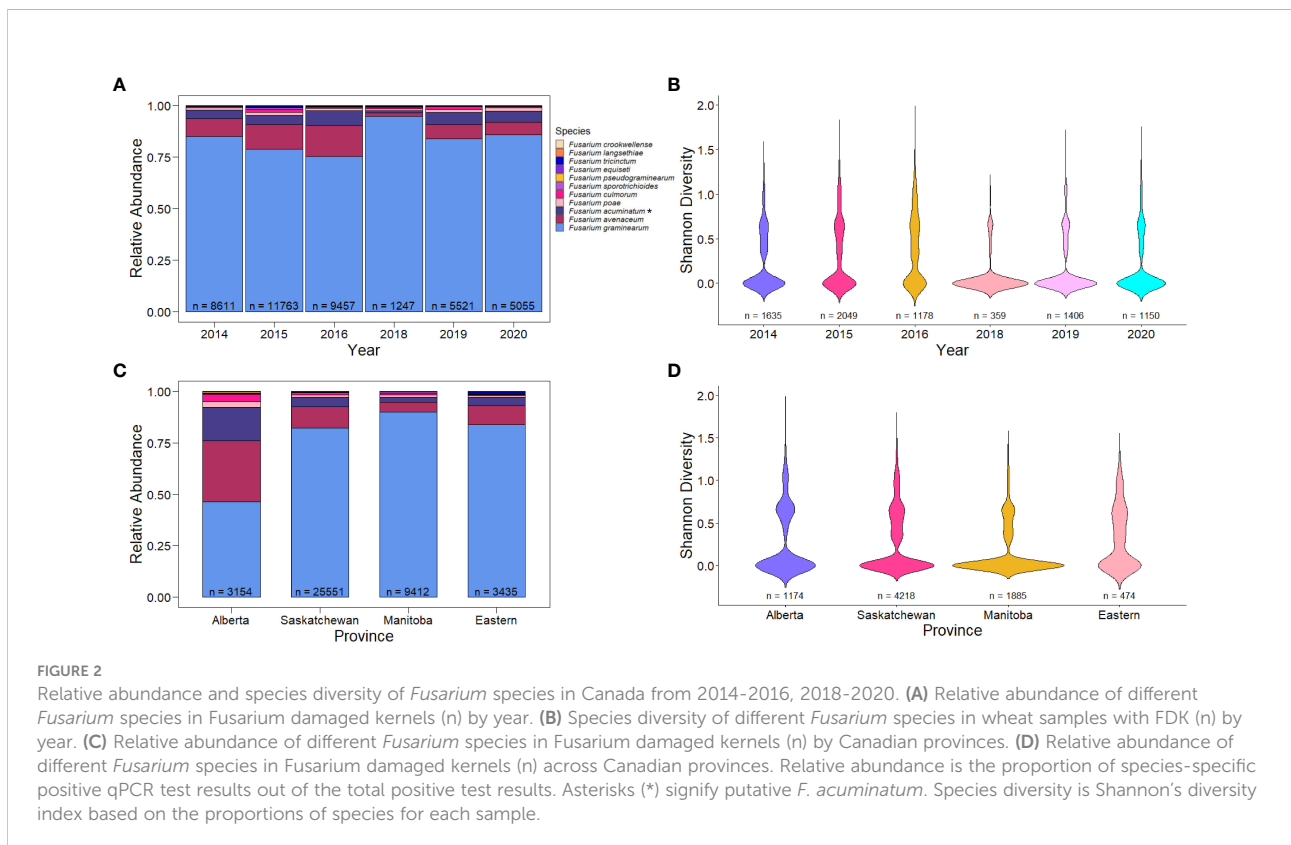 A
1.00
0.75
0.50
0.25
0.00
Relative Abundance
n = 8611
n = 11763
n = 9457
n = 1247
n = 5521
n = 5055
2014
2015
2016
2018
2019
2020
Year
Species
Fusarium crookwellense
Fusarium langsethiae
Fusarium tricinctum
Fusarium equiseti
Fusarium pseudograminearum
Fusarium sporotrichioides
Fusarium culmorum
Fusarium poae
Fusarium acuminatum *
Fusarium avenaceum
Fusarium graminearum
B
2.0
1.5
1.0
0.5
0.0
Shannon Diversity
n = 1635
n = 2049
n = 1178
n = 359
n = 1406
n = 1150
2014
2015
2016
2018
2019
2020
Year
C
1.00
0.75
0.50
0.25
0.00
Relative Abundance
n = 3154
n = 25551
n = 9412
n = 3435
Alberta
Saskatchewan
Manitoba
Eastern
Province
D
2.0
1.5
1.0
0.5
0.0
Shannon Diversity
n = 1174
n = 4218
n = 1885
n = 474
Alberta
Saskatchewan
Manitoba
Eastern
Province
FIGURE 2
Relative abundance and species diversity of Fusarium species in Canada from 2014-2016, 2018-2020. (A) Relative abundance of different
Fusarium species in Fusarium damaged kernels (n) by year. (B) Species diversity of different Fusarium species in wheat samples with FDK (n) by
year. (C) Relative abundance of different Fusarium species in Fusarium damaged kernels (n) by Canadian provinces. (D) Relative abundance of
different Fusarium species in Fusarium damaged kernels (n) across Canadian provinces. Relative abundance is the proportion of species-specific
positive qPCR test results out of the total positive test results. Asterisks (*) signify putative F. acuminatum. Species diversity is Shannon's diversity
index based on the proportions of species for each sample.